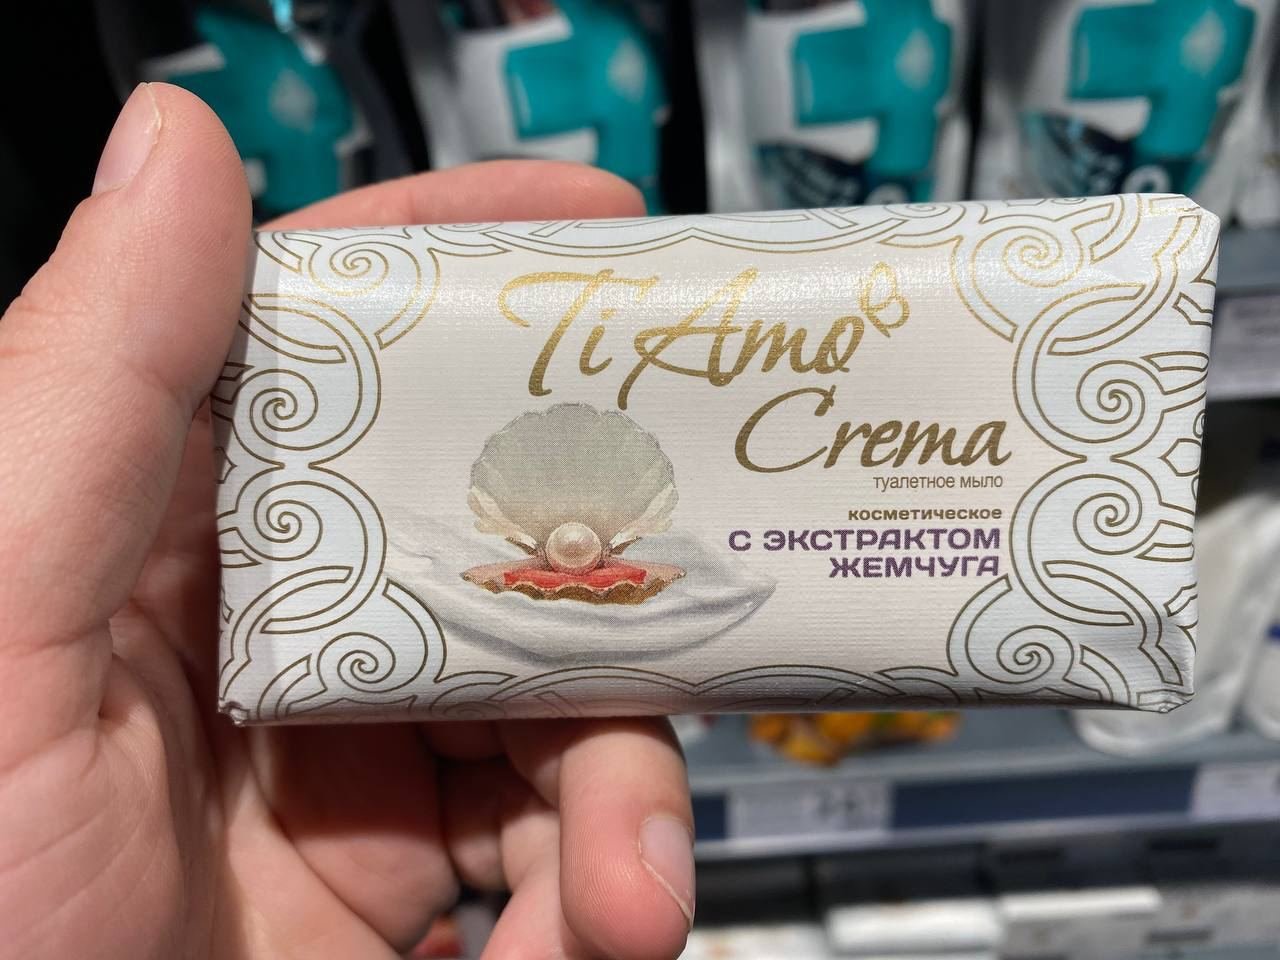 Ti Amo
Crema
туалетное мыло
косметическое
С ЭКСТРАКТОМ
ЖЕМЧУГА